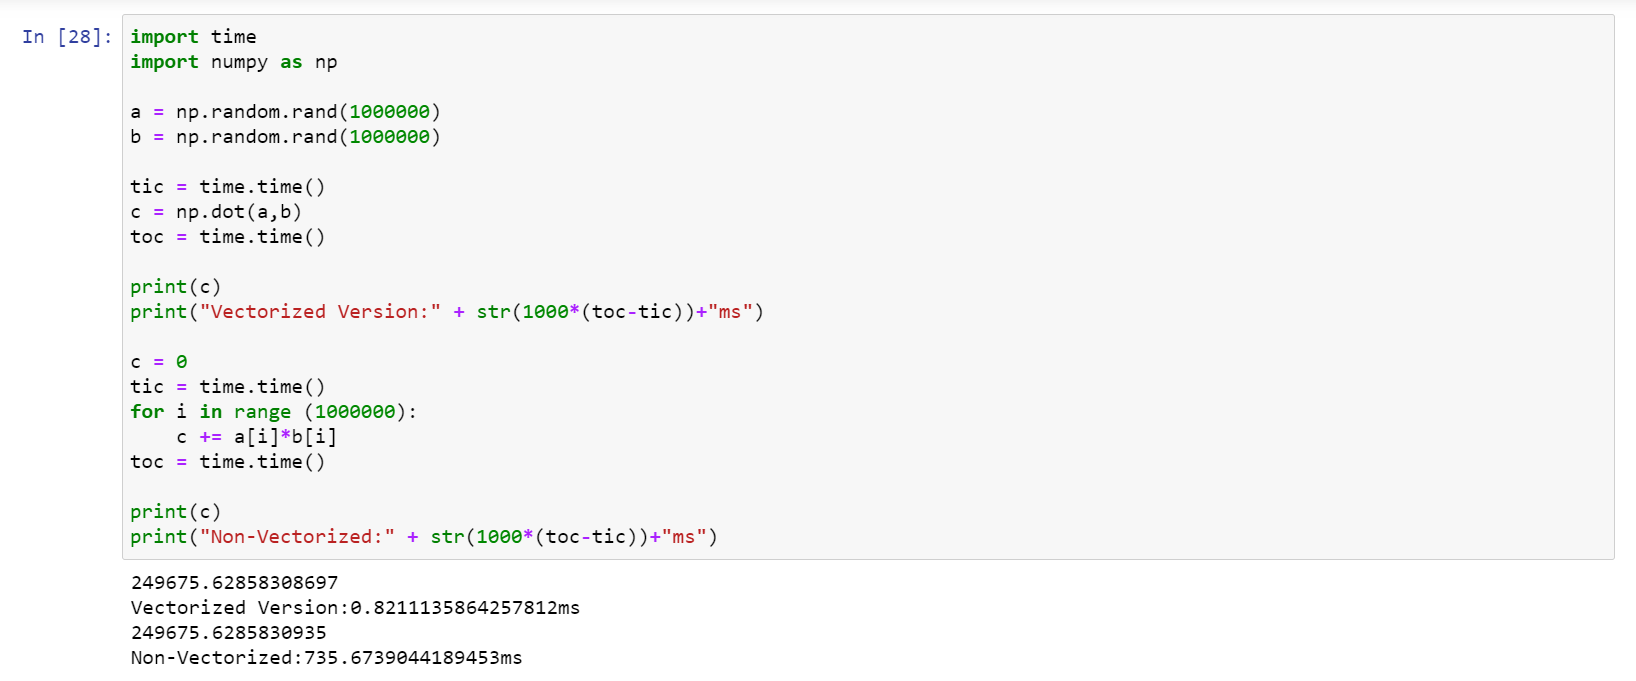 In [28]:
import time
import numpy as np
a = np.random.rand(1000000)
b = np.random.rand(1000000)
tic = time.time()
c = np.dot(a,b)
toc = time.time()
print(c)
print("Vectorized Version:" + str(1000*(toc-tic))+"ms")
c = 0
tic = time.time()
for i in range (1000000):
    c += a[i]*b[i]
toc = time.time()
print(c)
print("Non-Vectorized:" + str(1000*(toc-tic))+"ms")
249675.62858308697
Vectorized Version:0.8211135864257812ms
249675.6285830935
Non-Vectorized:735.6739044189453ms